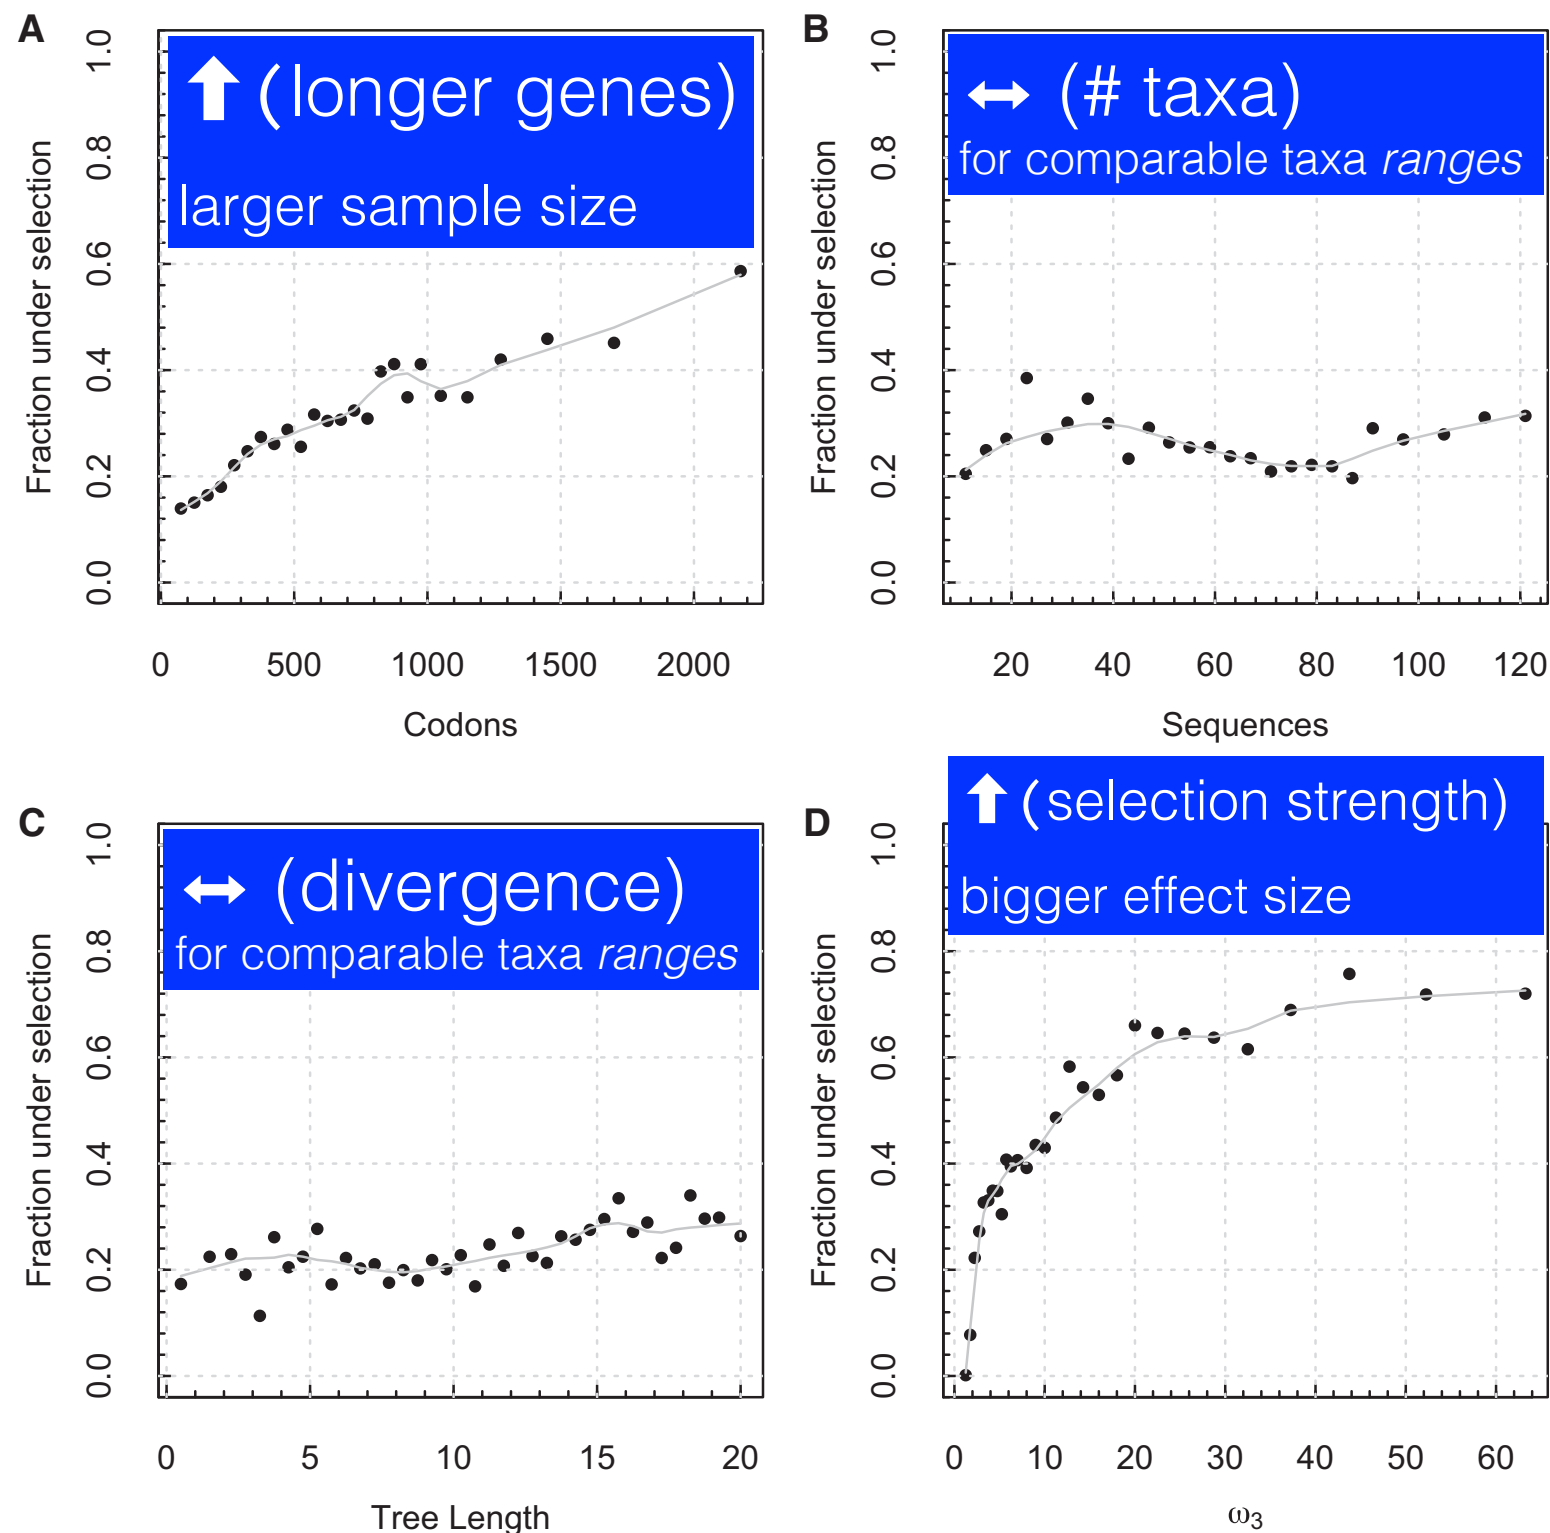 A
↑ (longer genes)
larger sample size
Fraction under selection
0.0 0.2 0.4 0.6 0.8 1.0
0 500 1000 1500 2000
Codons
B
↔ (# taxa)
for comparable taxa ranges
Fraction under selection
0.0 0.2 0.4 0.6 0.8 1.0
20 40 60 80 100 120
Sequences
C
↔ (divergence)
for comparable taxa ranges
Fraction under selection
0.0 0.2 0.4 0.6 0.8 1.0
0 5 10 15 20
Tree Length
D
↑ (selection strength)
bigger effect size
Fraction under selection
0.0 0.2 0.4 0.6 0.8 1.0
0 10 20 30 40 50 60
ω3